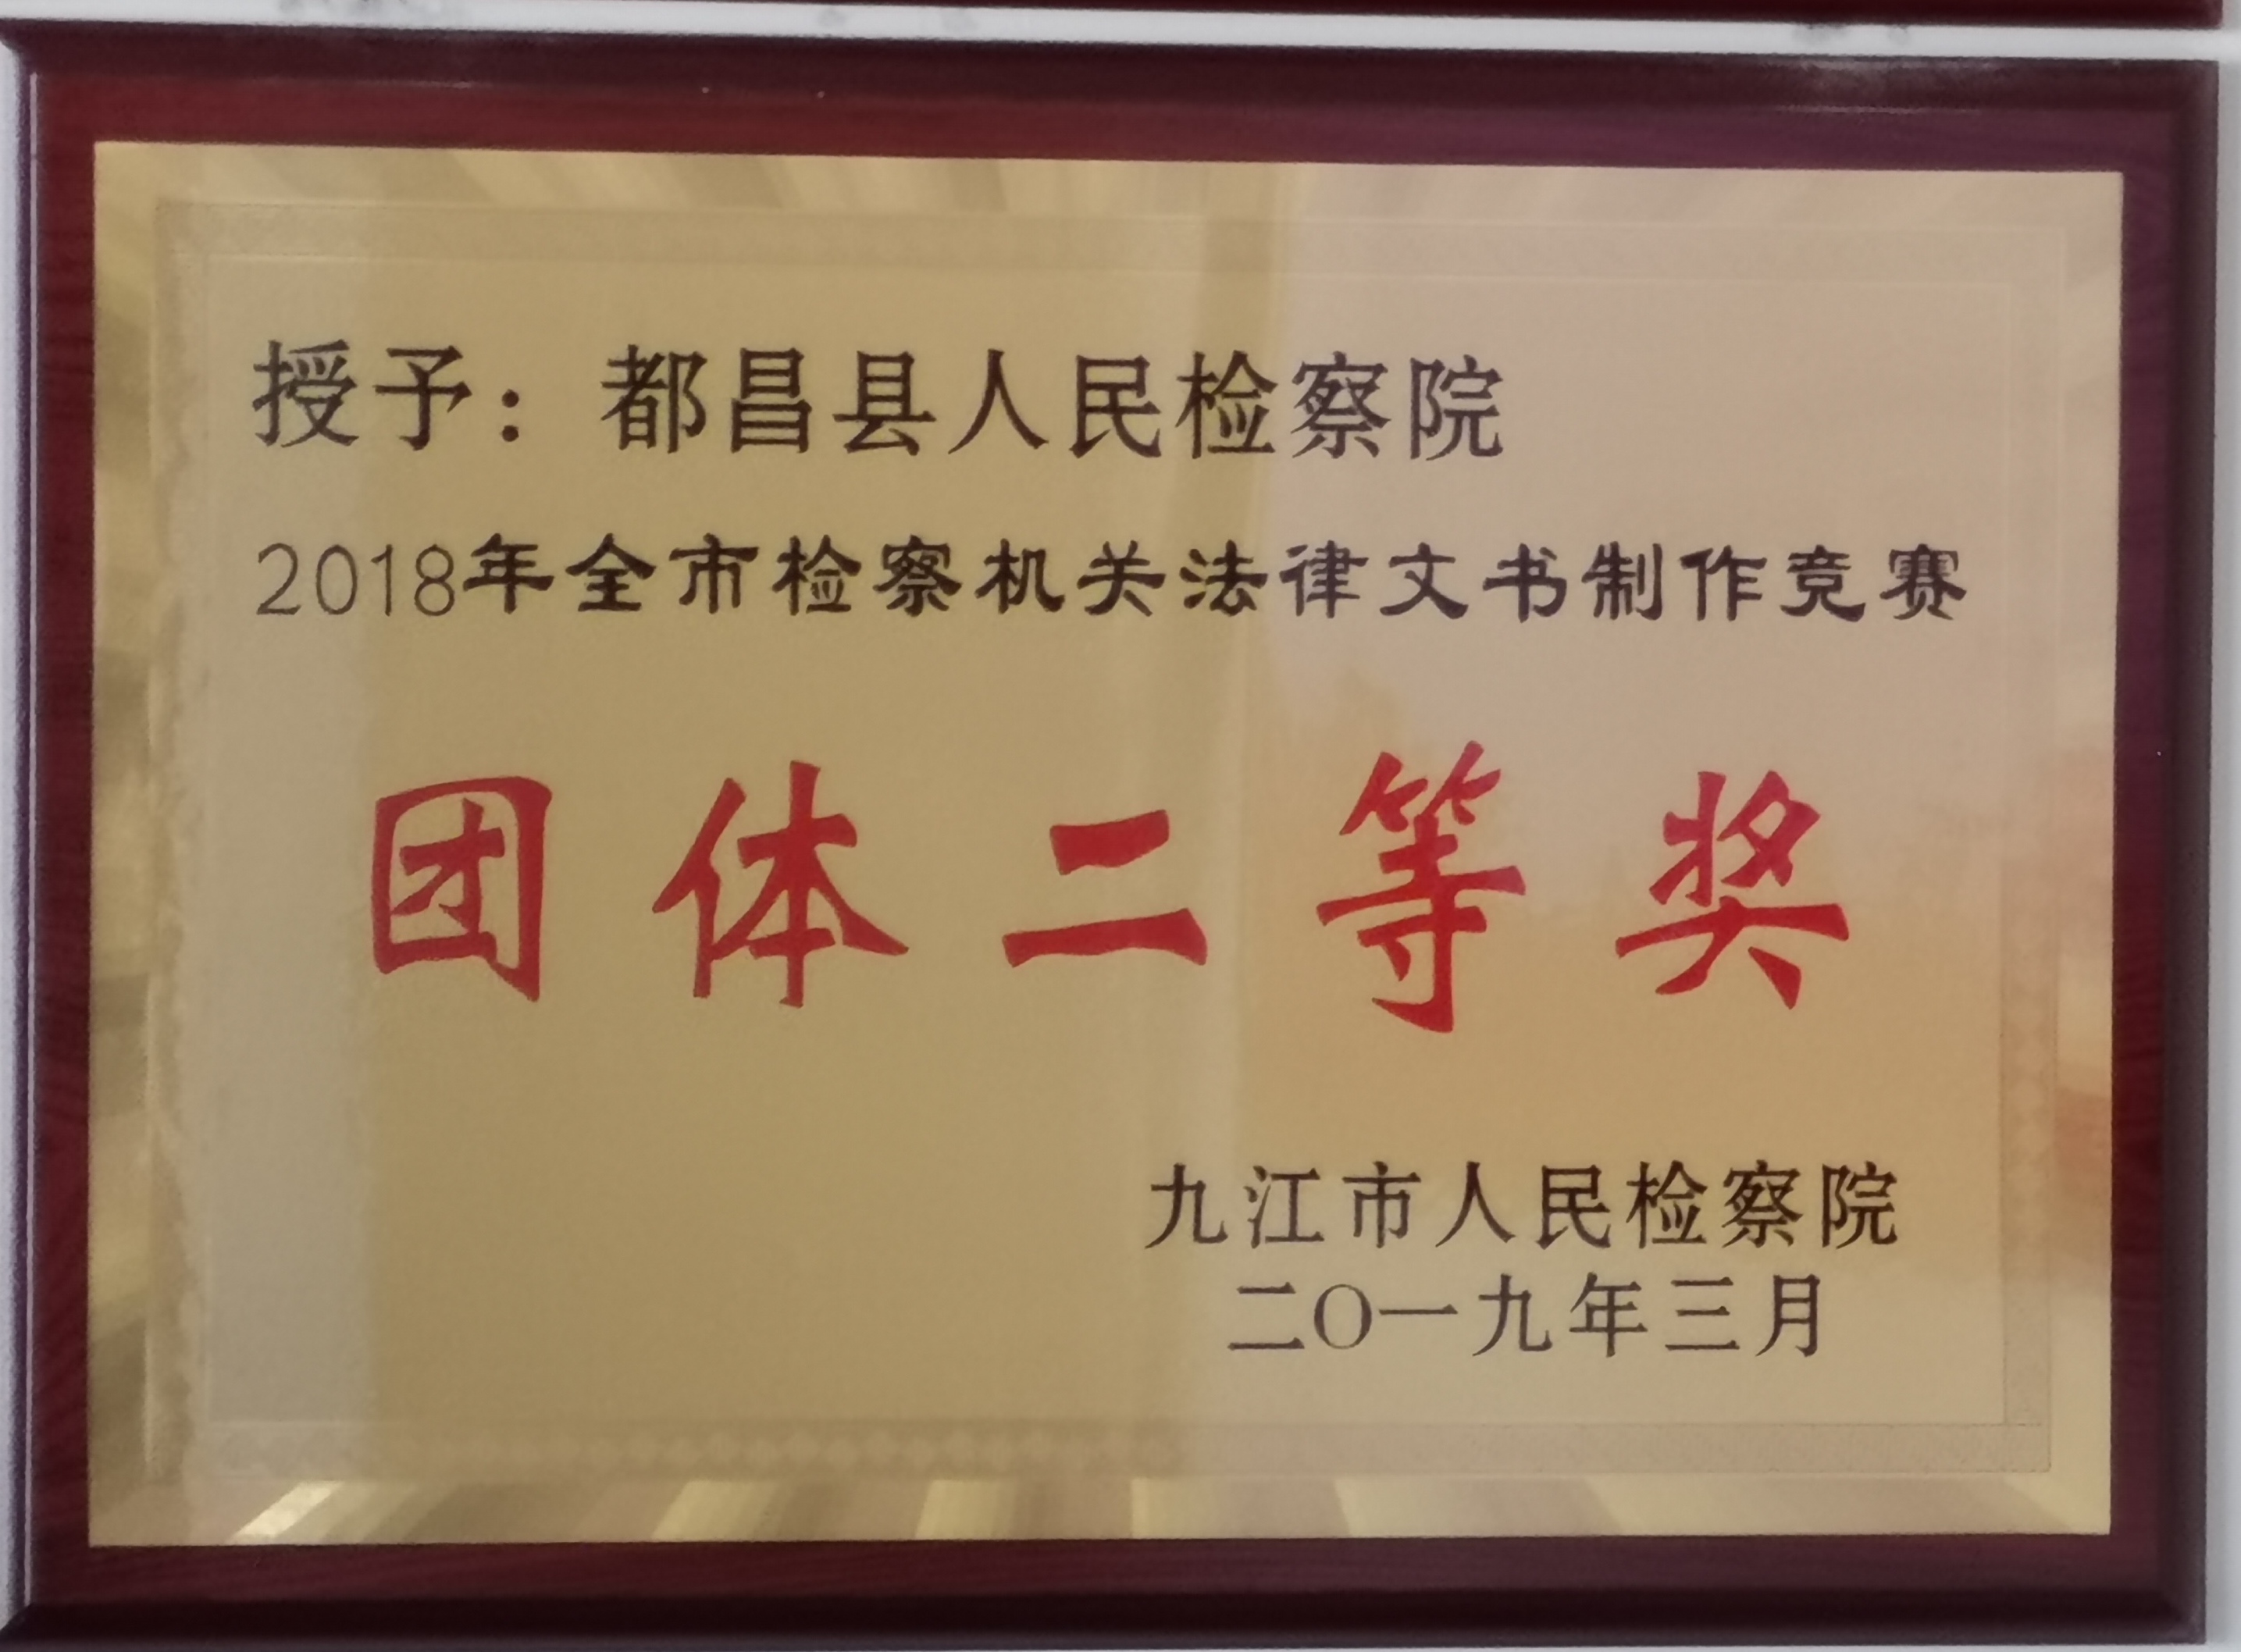 授予：都昌县人民检察院
2018年全市检察机关法律文书制作竞赛
团体二等奖
九江市人民检察院
二〇一九年三月